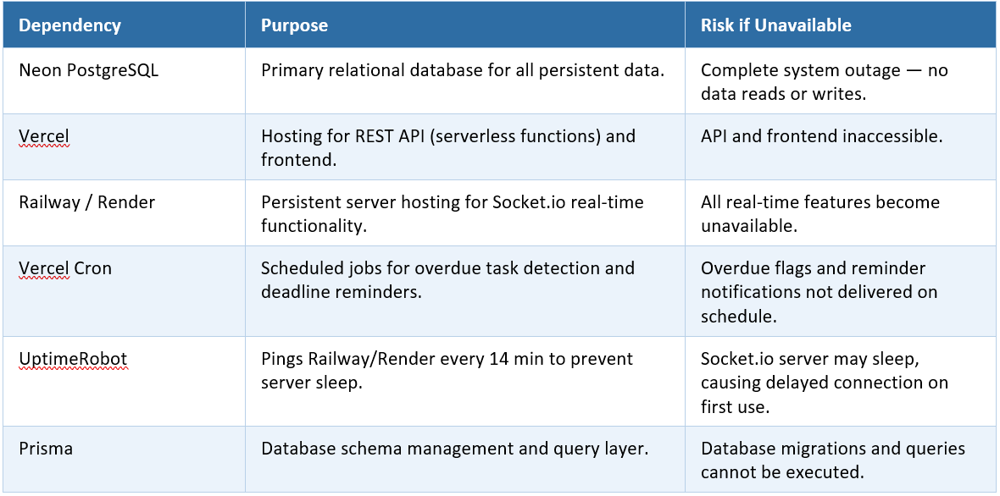 Dependency
Purpose
Risk if Unavailable
Neon PostgreSQL
Primary relational database for all persistent data.
Complete system outage — no
data reads or writes.
Vercel
Hosting for REST API (serverless functions) and
frontend.
API and frontend inaccessible.
Railway / Render
Persistent server hosting for Socket.io real-time
functionality.
All real-time features become
unavailable.
Vercel Cron
Scheduled jobs for overdue task detection and
deadline reminders.
Overdue flags and reminder
notifications not delivered on
schedule.
UptimeRobot
Pings Railway/Render every 14 min to prevent
server sleep.
Socket.io server may sleep,
causing delayed connection on
first use.
Prisma
Database schema management and query layer.
Database migrations and queries
cannot be executed.